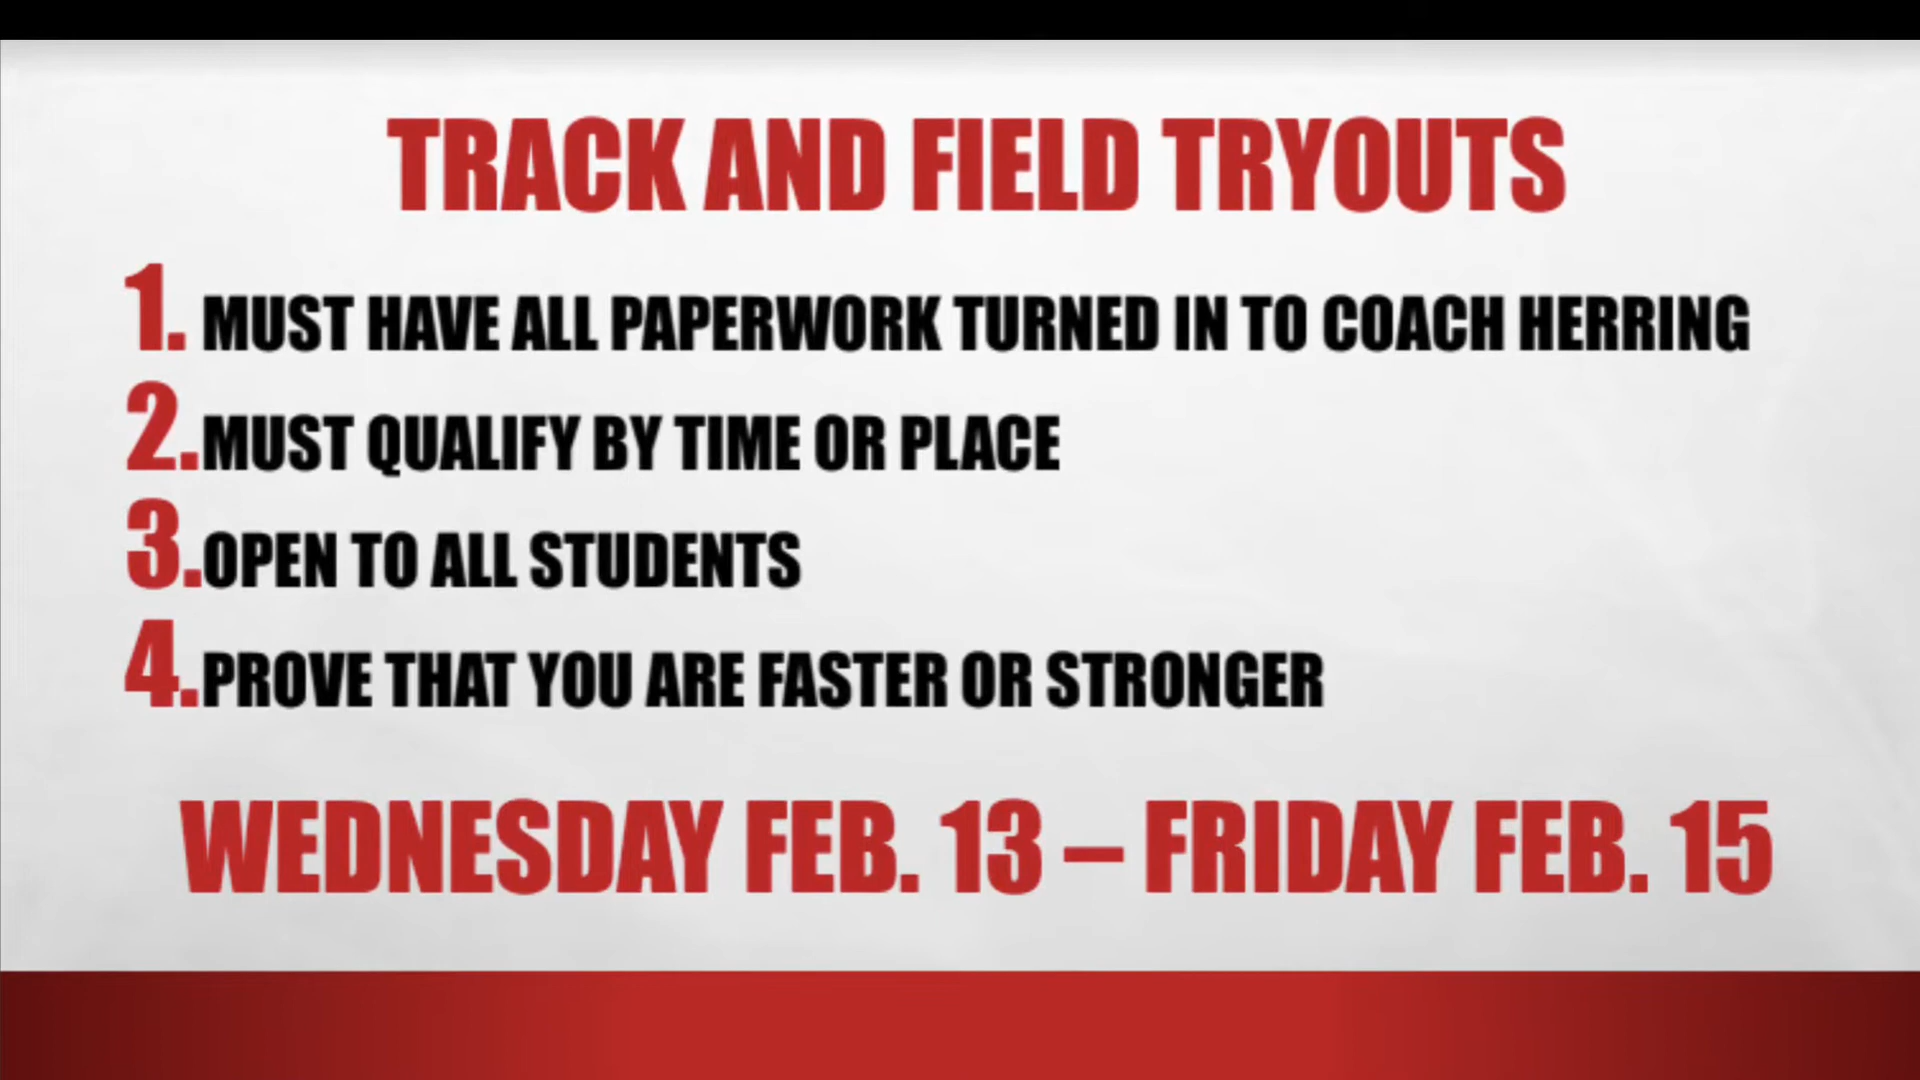 TRACK AND FIELD TRYOUTS
1. MUST HAVE ALL PAPERWORK TURNED IN TO COACH HERRING
2. MUST QUALIFY BY TIME OR PLACE
3. OPEN TO ALL STUDENTS
4. PROVE THAT YOU ARE FASTER OR STRONGER
WEDNESDAY FEB. 13 – FRIDAY FEB. 15